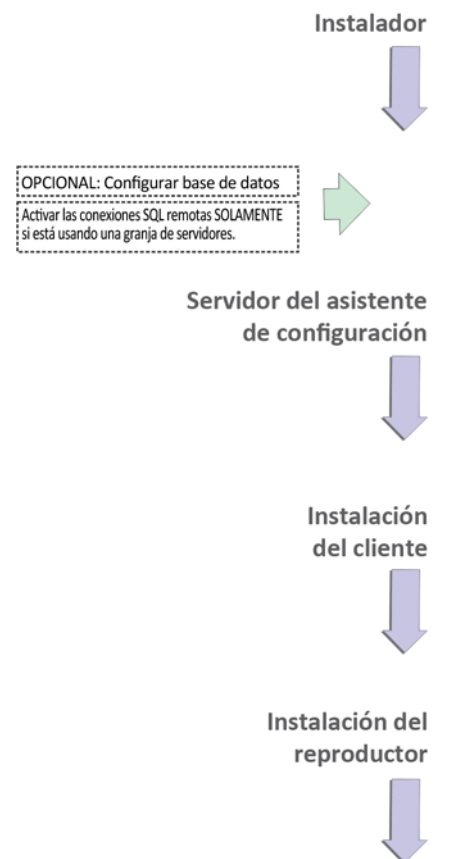 Instalador
OPCIONAL: Configurar base de datos
Activar las conexiones SQL remotas SOLAMENTE
si está usando una granja de servidores.
Servidor del asistente
de configuración
Instalación
del cliente
Instalación del
reproductor